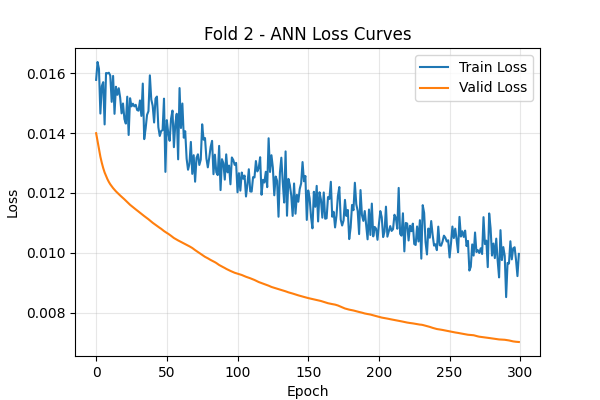 Fold 2 - ANN Loss Curves
Train Loss
Valid Loss
0.016
0.014
0.012
0.010
0.008
Loss
0 50 100 150 200 250 300
Epoch